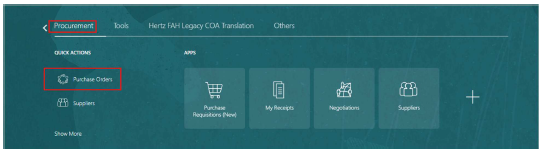 Procurement Tools Hertz FAH Legacy COA Translation Others
QUICK ACTIONS
APPS
Purchase Orders
Suppliers
Show More
Purchase
Requisitions (New)
My Receipts
Negotiations
Suppliers